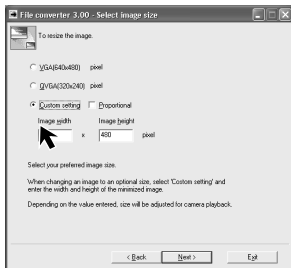 File converter 3.00 - Select image size
To resize the image.
VGA(640x480) pixel
QVGA(320x240) pixel
Custom setting Proportional
Image width Image height
x 480 pixel
Select your preferred image size.
When changing an image to an optional size, select 'Costom setting' and
enter the width and height of the minimized image.
Depending on the value entered, size will be adjusted for camera playback.
< Back Next > Exit